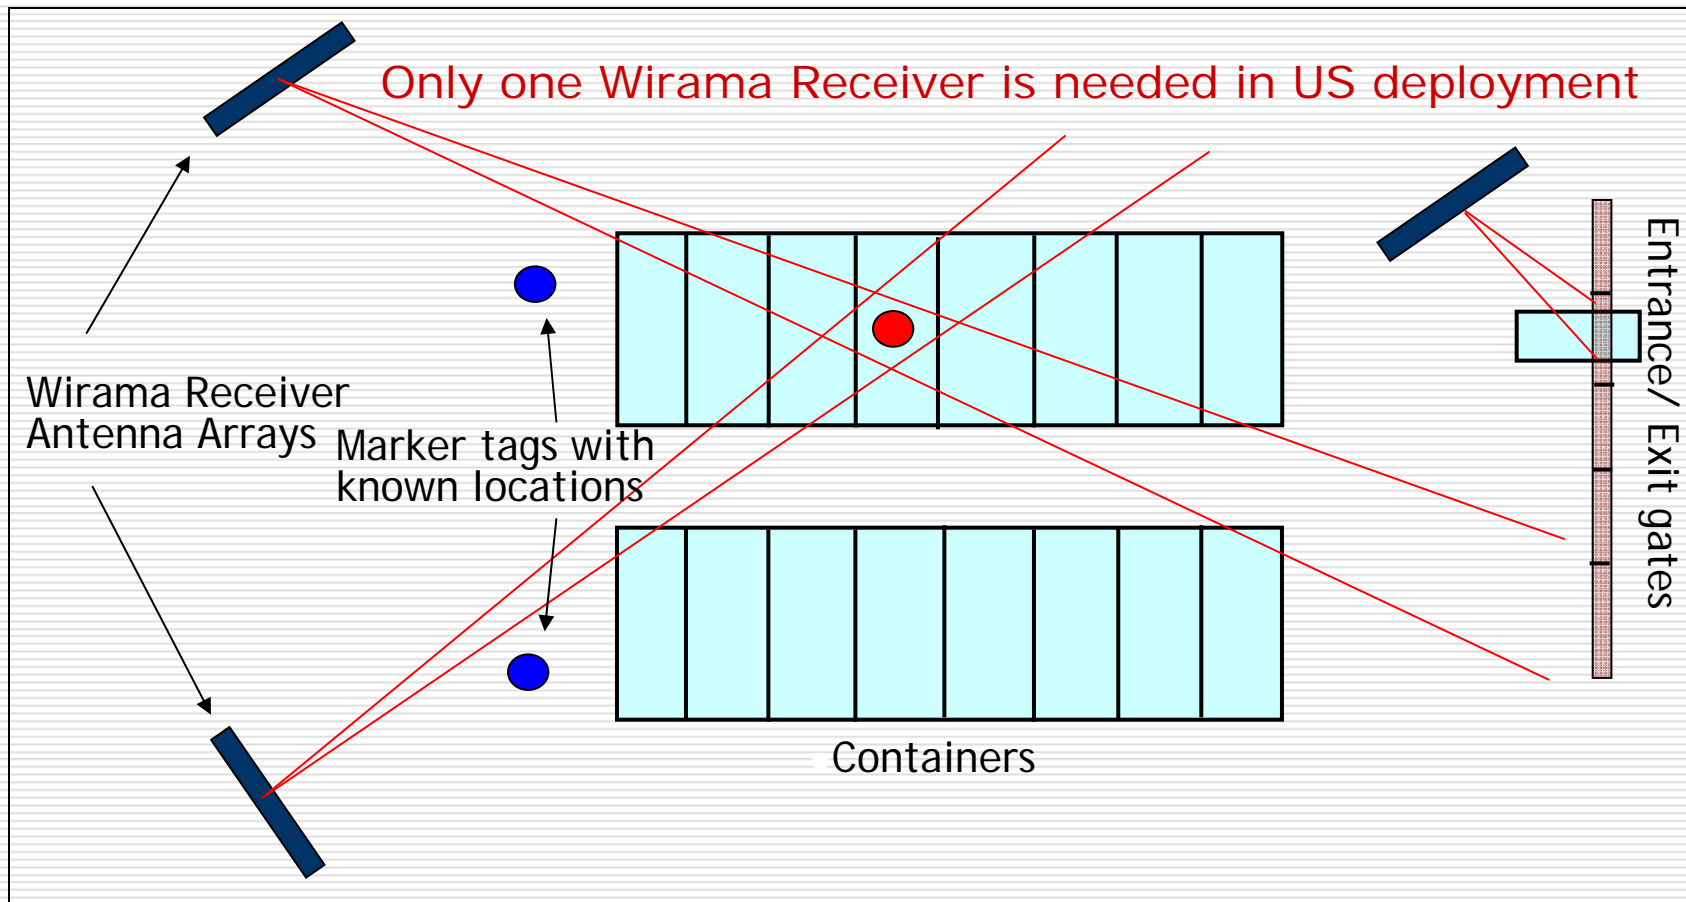 Only one Wirama Receiver is needed in US deployment
Wirama Receiver
Antenna Arrays
Marker tags with
known locations
Containers
Entrance/ Exit gates